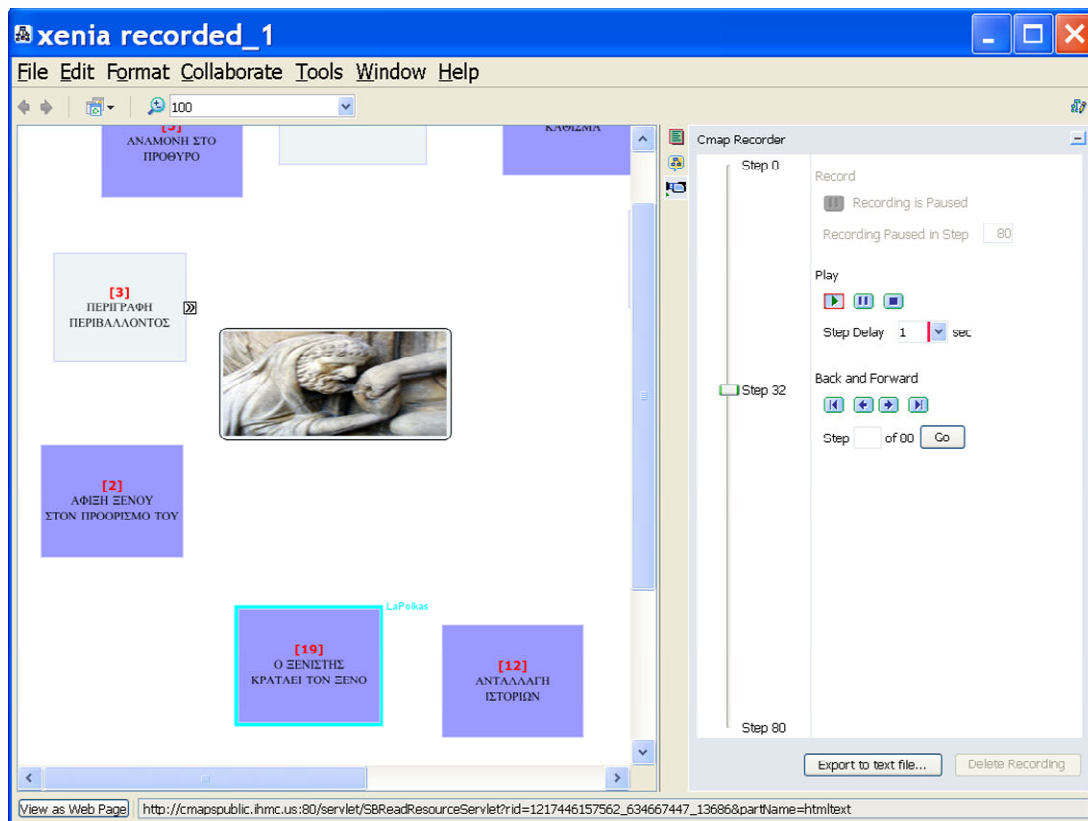 xenia recorded_1
File Edit Format Collaborate Tools Window Help
100
ΑΝΑΜΟΝΗ ΣΤΟ
ΠΡΟΘΥΡΟ
ΚΑΘΙΣΜΑ
[3]
ΠΕΡΙΓΡΑΦΗ
ΠΕΡΙΒΑΛΛΟΝΤΟΣ
[2]
ΑΦΙΞΗ ΞΕΝΟΥ
ΣΤΟΝ ΠΡΟΟΡΙΣΜΟ ΤΟΥ
LaPolkas
[19]
Ο ΞΕΝΙΣΤΗΣ
ΚΡΑΤΑΕΙ ΤΟΝ ΞΕΝΟ
[12]
ΑΝΤΑΛΛΑΓΗ
ΙΣΤΟΡΙΩΝ
Cmap Recorder
Step 0
Step 32
Step 80
Record
Recording is Paused
Recording Paused in Step 80
Play
Step Delay 1 sec
Back and Forward
Step of 80 Go
Export to text file... Delete Recording
View as Web Page http://cmapspublic.ihmc.us:80/servlet/SBReadResourceServlet?rid=1217446157562_634667447_13686&partName=htmltext